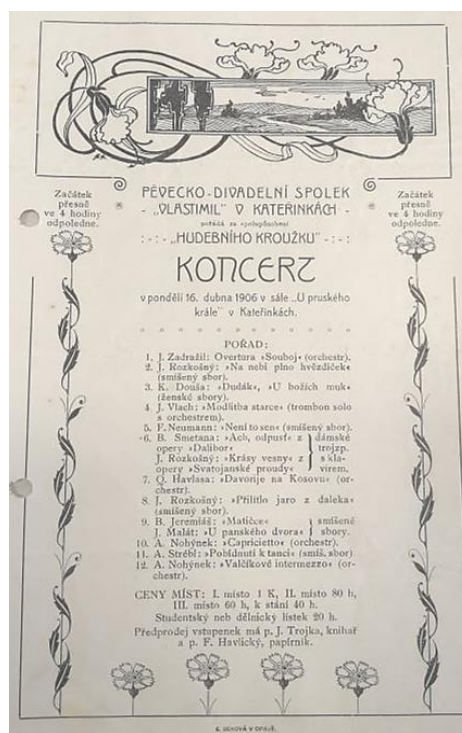 Začátek
přesně
ve 4 hodiny
odpoledne.
PĚVECKO-DIVADELNÍ SPOLEK
- „VLASTIMIL" V KATEŘINKÁCH -
pořádá za spolupůsobení
:-: „HUDEBNÍHO KROUŽKU" -:-:
KONCERT
v pondělí 16. dubna 1906 v sále „U pruského
krále" v Kateřinkách.
Začátek
přesně
ve 4 hodiny
odpoledne.
POŘAD:
1. J. Zadražil: Overtura »Souboj« (orchestr).
2. J. Rozkošný: »Na nebi plno hvězdiček«
(smíšený sbor).
3. K. Douša: »Dudák«, »U božích muk«
(ženské sbory).
4 J. Vlach: »Modlitba starce« (trombon solo
s orchestrem).
5. F. Neumann: »Není to sen« (smíšený sbor).
6. B. Smetana: »Ach, odpusť« z
opery »Dalibor«
J. Rozkošný: »Krásy vesny« z
opery »Svatojanské proudy«
dámské
trojzp.
s kla-
virem.
7. Q. Havlasa: »Davorije na Kosovu« (or-
chestr).
8. J. Rozkošný: »Přilítlo jaro z daleka«
(smíšený sbor).
9. B. Jeremiáš: »Matičce«
J. Malát: »U panského dvora«
smíšené
sbory.
10. A. Nohýnek: »Capricietto« (orchestr).
11. A. Strébl: »Pobídnutí k tanci« (smíš. sbor)
12. A. Nohýnek: »Valčíkové intermezzo« (or-
chestr).
CENY MÍST: I. místo 1 K, II. místo 80 h,
III. místo 60 h, k stání 40 h.
Studentský neb dělnický lístek 20 h.
Předprodej vstupenek má p. J. Trojka, knihař
a p. F. Havlický, papírník.
V OPAVĚ.